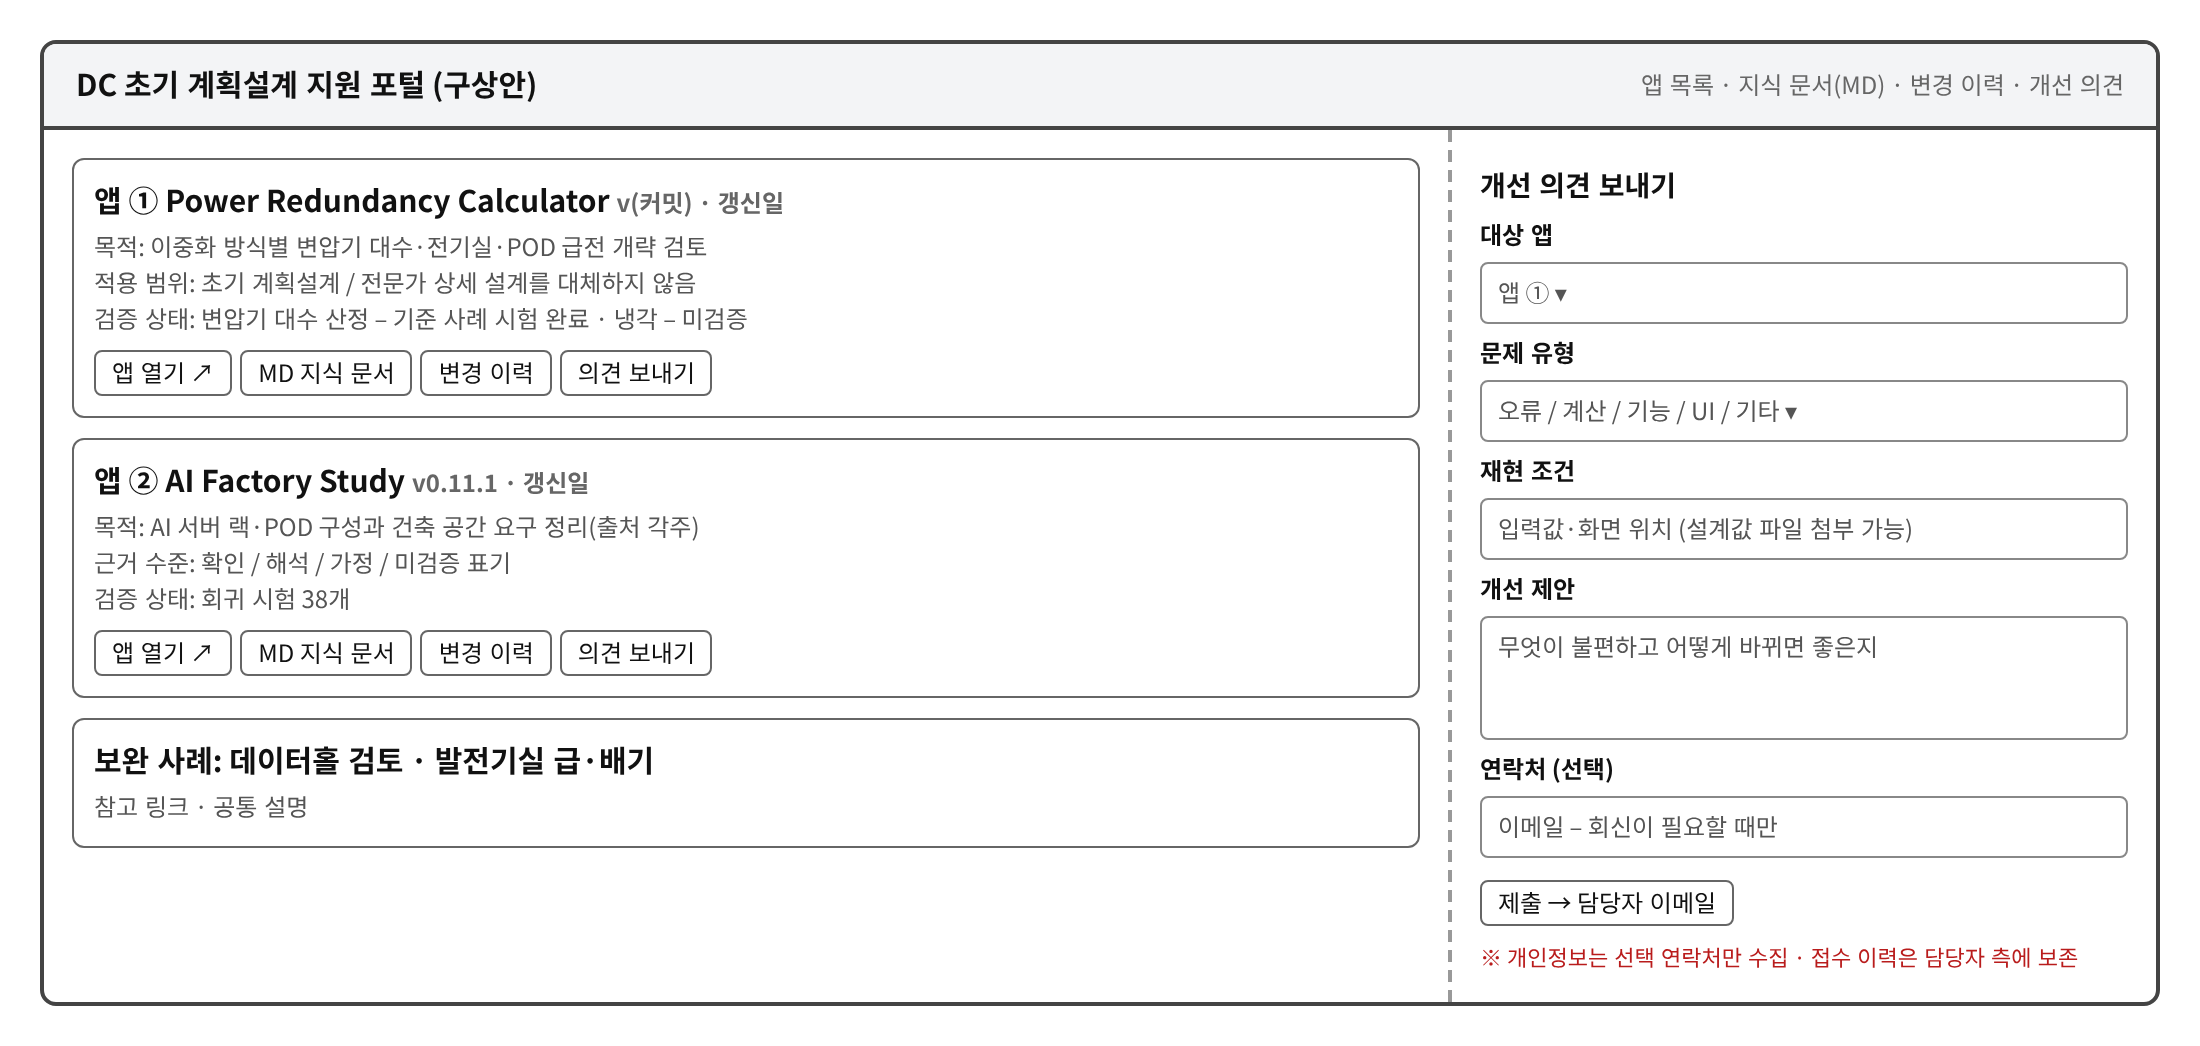 DC 초기 계획설계 지원 포털 (구상안)
앱 목록 · 지식 문서(MD) · 변경 이력 · 개선 의견
앱 ① Power Redundancy Calculator v(커밋) · 갱신일
목적: 이중화 방식별 변압기 대수·전기실·POD 급전 개략 검토
적용 범위: 초기 계획설계 / 전문가 상세 설계를 대체하지 않음
검증 상태: 변압기 대수 산정 – 기준 사례 시험 완료 · 냉각 – 미검증
앱 열기 ↗
MD 지식 문서
변경 이력
의견 보내기
앱 ② AI Factory Study v0.11.1 · 갱신일
목적: AI 서버 랙·POD 구성과 건축 공간 요구 정리(출처 각주)
근거 수준: 확인 / 해석 / 가정 / 미검증 표기
검증 상태: 회귀 시험 38개
앱 열기 ↗
MD 지식 문서
변경 이력
의견 보내기
보완 사례: 데이터홀 검토 · 발전기실 급·배기
참고 링크 · 공통 설명
개선 의견 보내기
대상 앱
앱 ① ▾
문제 유형
오류 / 계산 / 기능 / UI / 기타 ▾
재현 조건
입력값·화면 위치 (설계값 파일 첨부 가능)
개선 제안
무엇이 불편하고 어떻게 바뀌면 좋은지
연락처 (선택)
이메일 – 회신이 필요할 때만
제출 → 담당자 이메일
※ 개인정보는 선택 연락처만 수집 · 접수 이력은 담당자 측에 보존